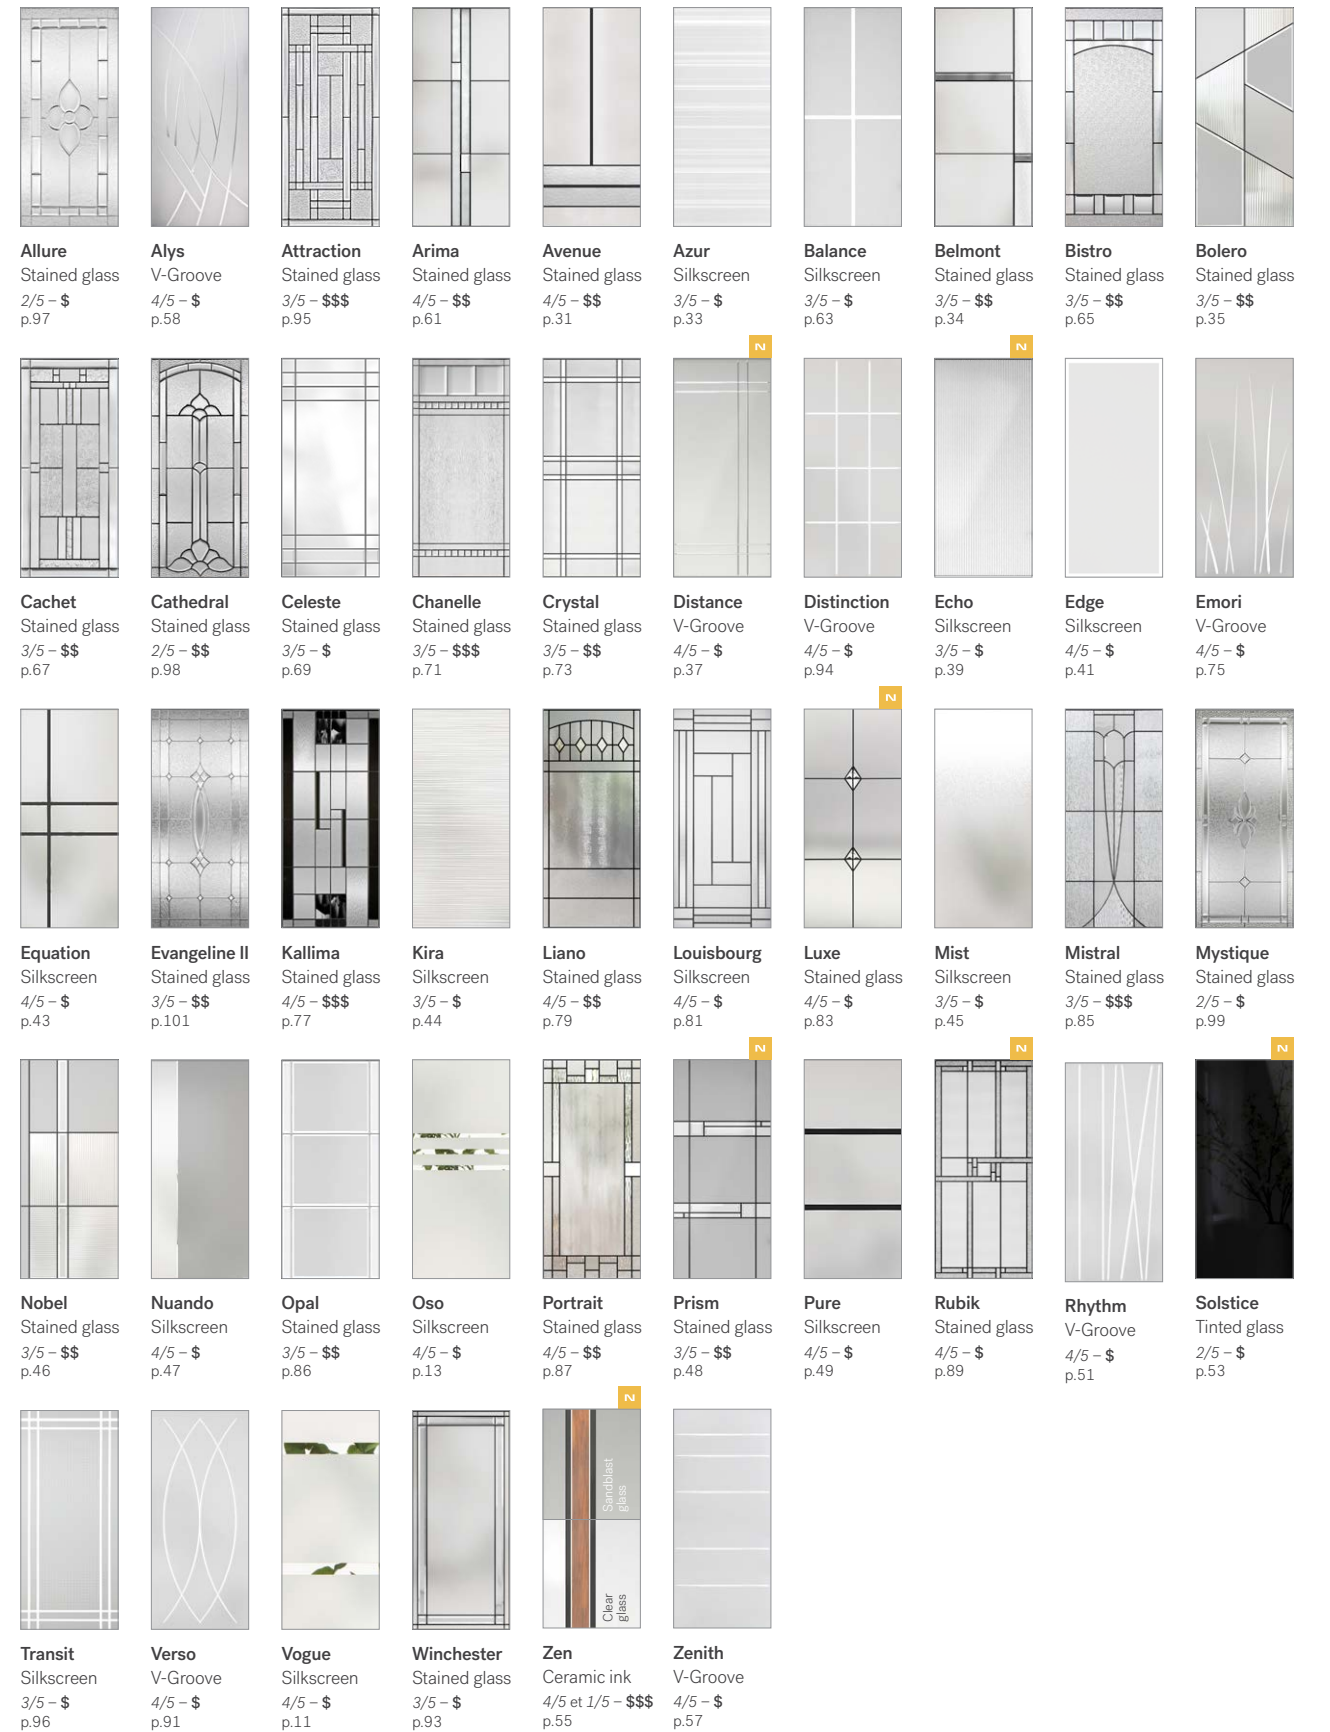 Allure
Stained glass
2/5 – $
p.97
Alys
V-Groove
4/5 – $
p.58
Attraction
Stained glass
3/5 – $$$
p.95
Arima
Stained glass
4/5 – $$
p.61
Avenue
Stained glass
4/5 – $$
p.31
Azur
Silkscreen
3/5 – $
p.33
Balance
Silkscreen
3/5 – $
p.63
Belmont
Stained glass
3/5 – $$
p.34
Bistro
Stained glass
3/5 – $$
p.65
Bolero
Stained glass
3/5 – $$
p.35
Cachet
Stained glass
3/5 – $$
p.67
Cathedral
Stained glass
2/5 – $$
p.98
Celeste
Stained glass
3/5 – $
p.69
Chanelle
Stained glass
3/5 – $$$
p.71
Crystal
Stained glass
3/5 – $$
p.73
N
Distance
V-Groove
4/5 – $
p.37
Distinction
V-Groove
4/5 – $
p.94
N
Echo
Silkscreen
3/5 – $
p.39
Edge
Silkscreen
4/5 – $
p.41
Emori
V-Groove
4/5 – $
p.75
Equation
Silkscreen
4/5 – $
p.43
Evangeline II
Stained glass
3/5 – $$
p.101
Kallima
Stained glass
4/5 – $$$
p.77
Kira
Silkscreen
3/5 – $
p.44
Liano
Stained glass
4/5 – $$
p.79
Louisbourg
Silkscreen
4/5 – $
p.81
N
Luxe
Stained glass
4/5 – $
p.83
Mist
Silkscreen
3/5 – $
p.45
Mistral
Stained glass
3/5 – $$$
p.85
Mystique
Stained glass
2/5 – $
p.99
Nobel
Stained glass
3/5 – $$
p.46
Nuando
Silkscreen
4/5 – $
p.47
Opal
Stained glass
3/5 – $$
p.86
Oso
Silkscreen
4/5 – $
p.13
Portrait
Stained glass
4/5 – $$
p.87
N
Prism
Stained glass
3/5 – $$
p.48
Pure
Silkscreen
4/5 – $
p.49
N
Rubik
Stained glass
4/5 – $
p.89
Rhythm
V-Groove
4/5 – $
p.51
N
Solstice
Tinted glass
2/5 – $
p.53
Transit
Silkscreen
3/5 – $
p.96
Verso
V-Groove
4/5 – $
p.91
Vogue
Silkscreen
4/5 – $
p.11
Winchester
Stained glass
3/5 – $
p.93
N
Sandblast
glass
Clear
glass
Zen
Ceramic ink
4/5 et 1/5 – $$$
p.55
Zenith
V-Groove
4/5 – $
p.57